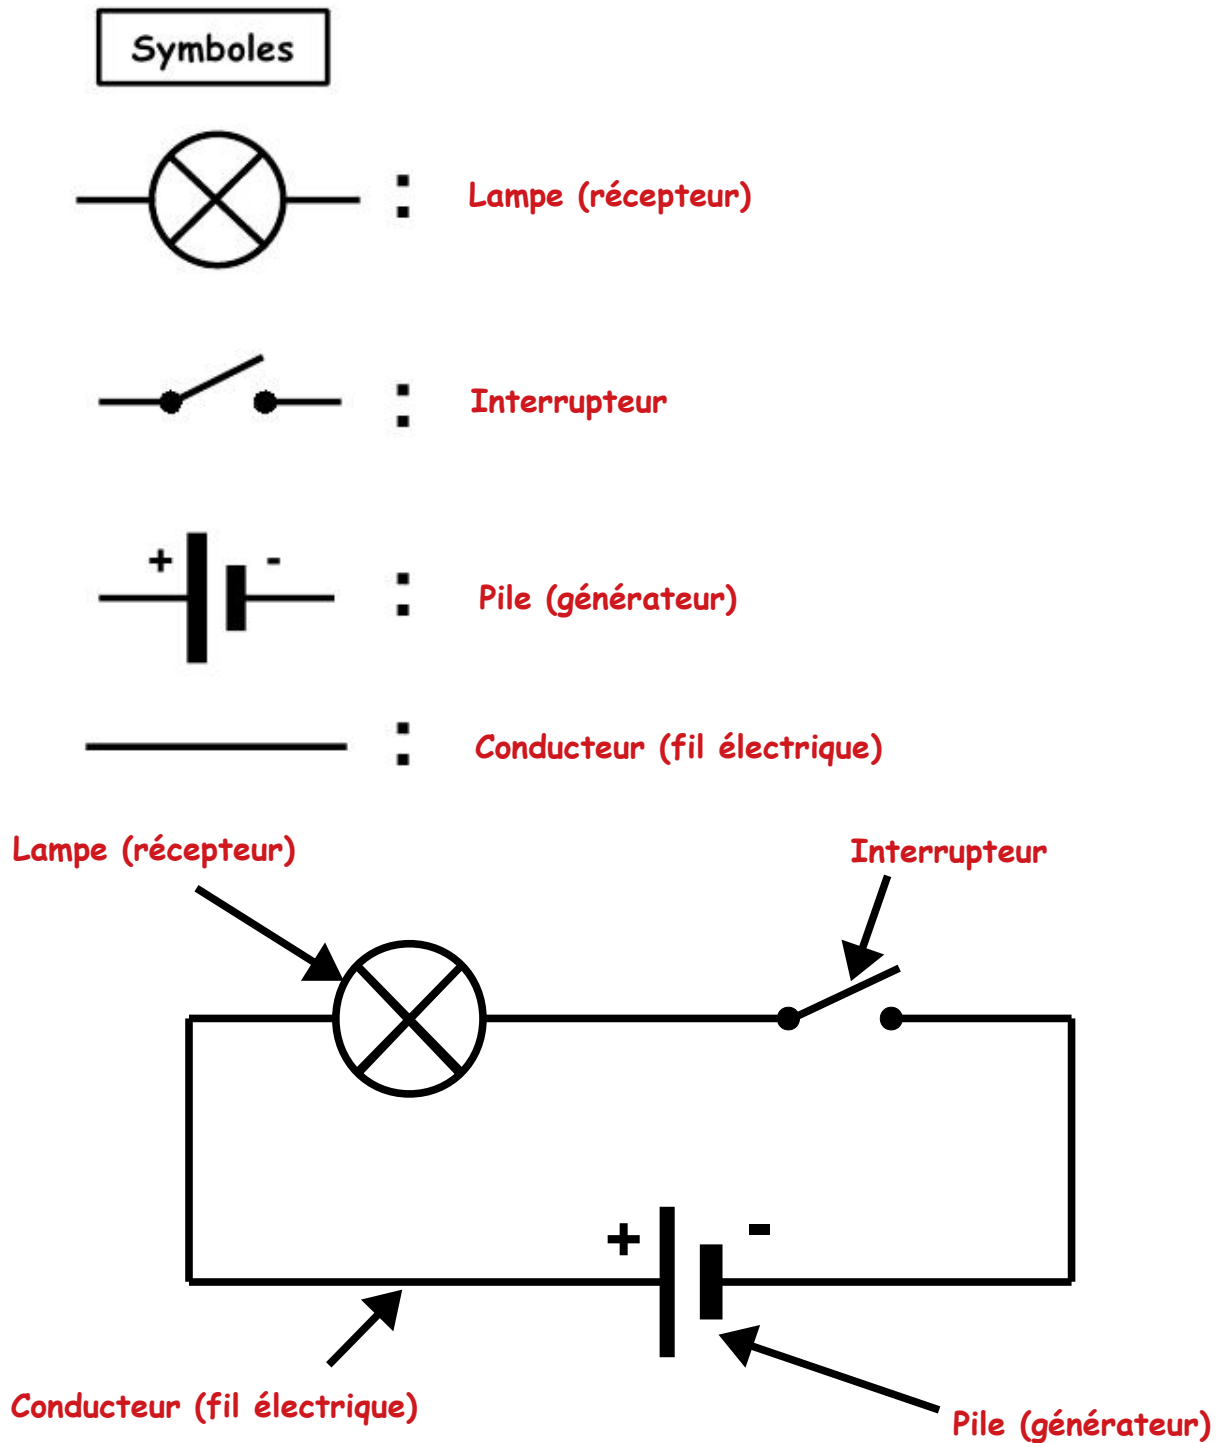 Symboles
: Lampe (récepteur)
: Interrupteur
+ -
: Pile (générateur)
: Conducteur (fil électrique)
Lampe (récepteur)
Interrupteur
+ -
Conducteur (fil électrique)
Pile (générateur)